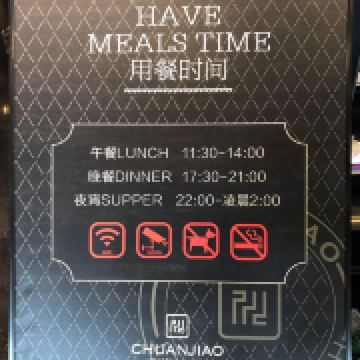 HAVE
MEALS TIME
用餐时间
午餐LUNCH 11:30-14:00
晚餐DINNER 17:30-21:00
夜宵SUPPER 22:00-凌晨2:00
CHUANJIAO